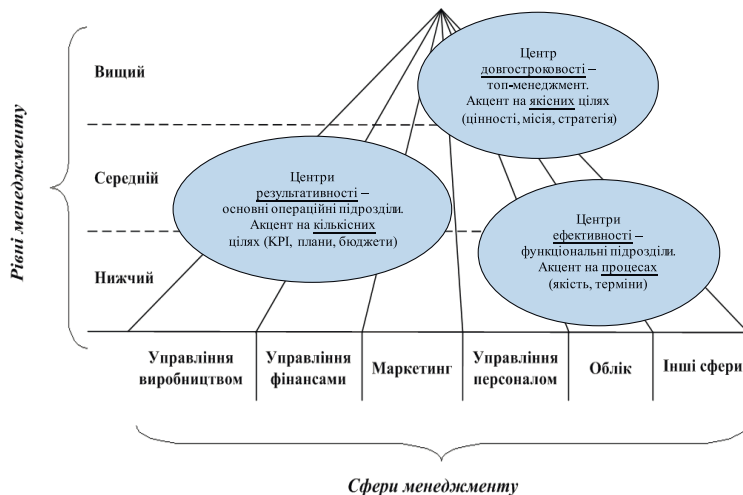 Вищий
Центр
довгостроковості –
топ-менеджмент.
Акцент на якісних цілях
(цінності, місія, стратегія)
Рівні менеджменту
Середній
Центри
результативності –
основні операційні підрозділи.
Акцент на кількісних
цілях (KPI, плани, бюджети)
Центри
ефективності –
функціональні підрозділи.
Акцент на процесах
(якість, терміни)
Нижчий
Управління
виробництвом
Управління
фінансами
Маркетинг
Управління
персоналом
Облік
Інші сфери
Сфери менеджменту